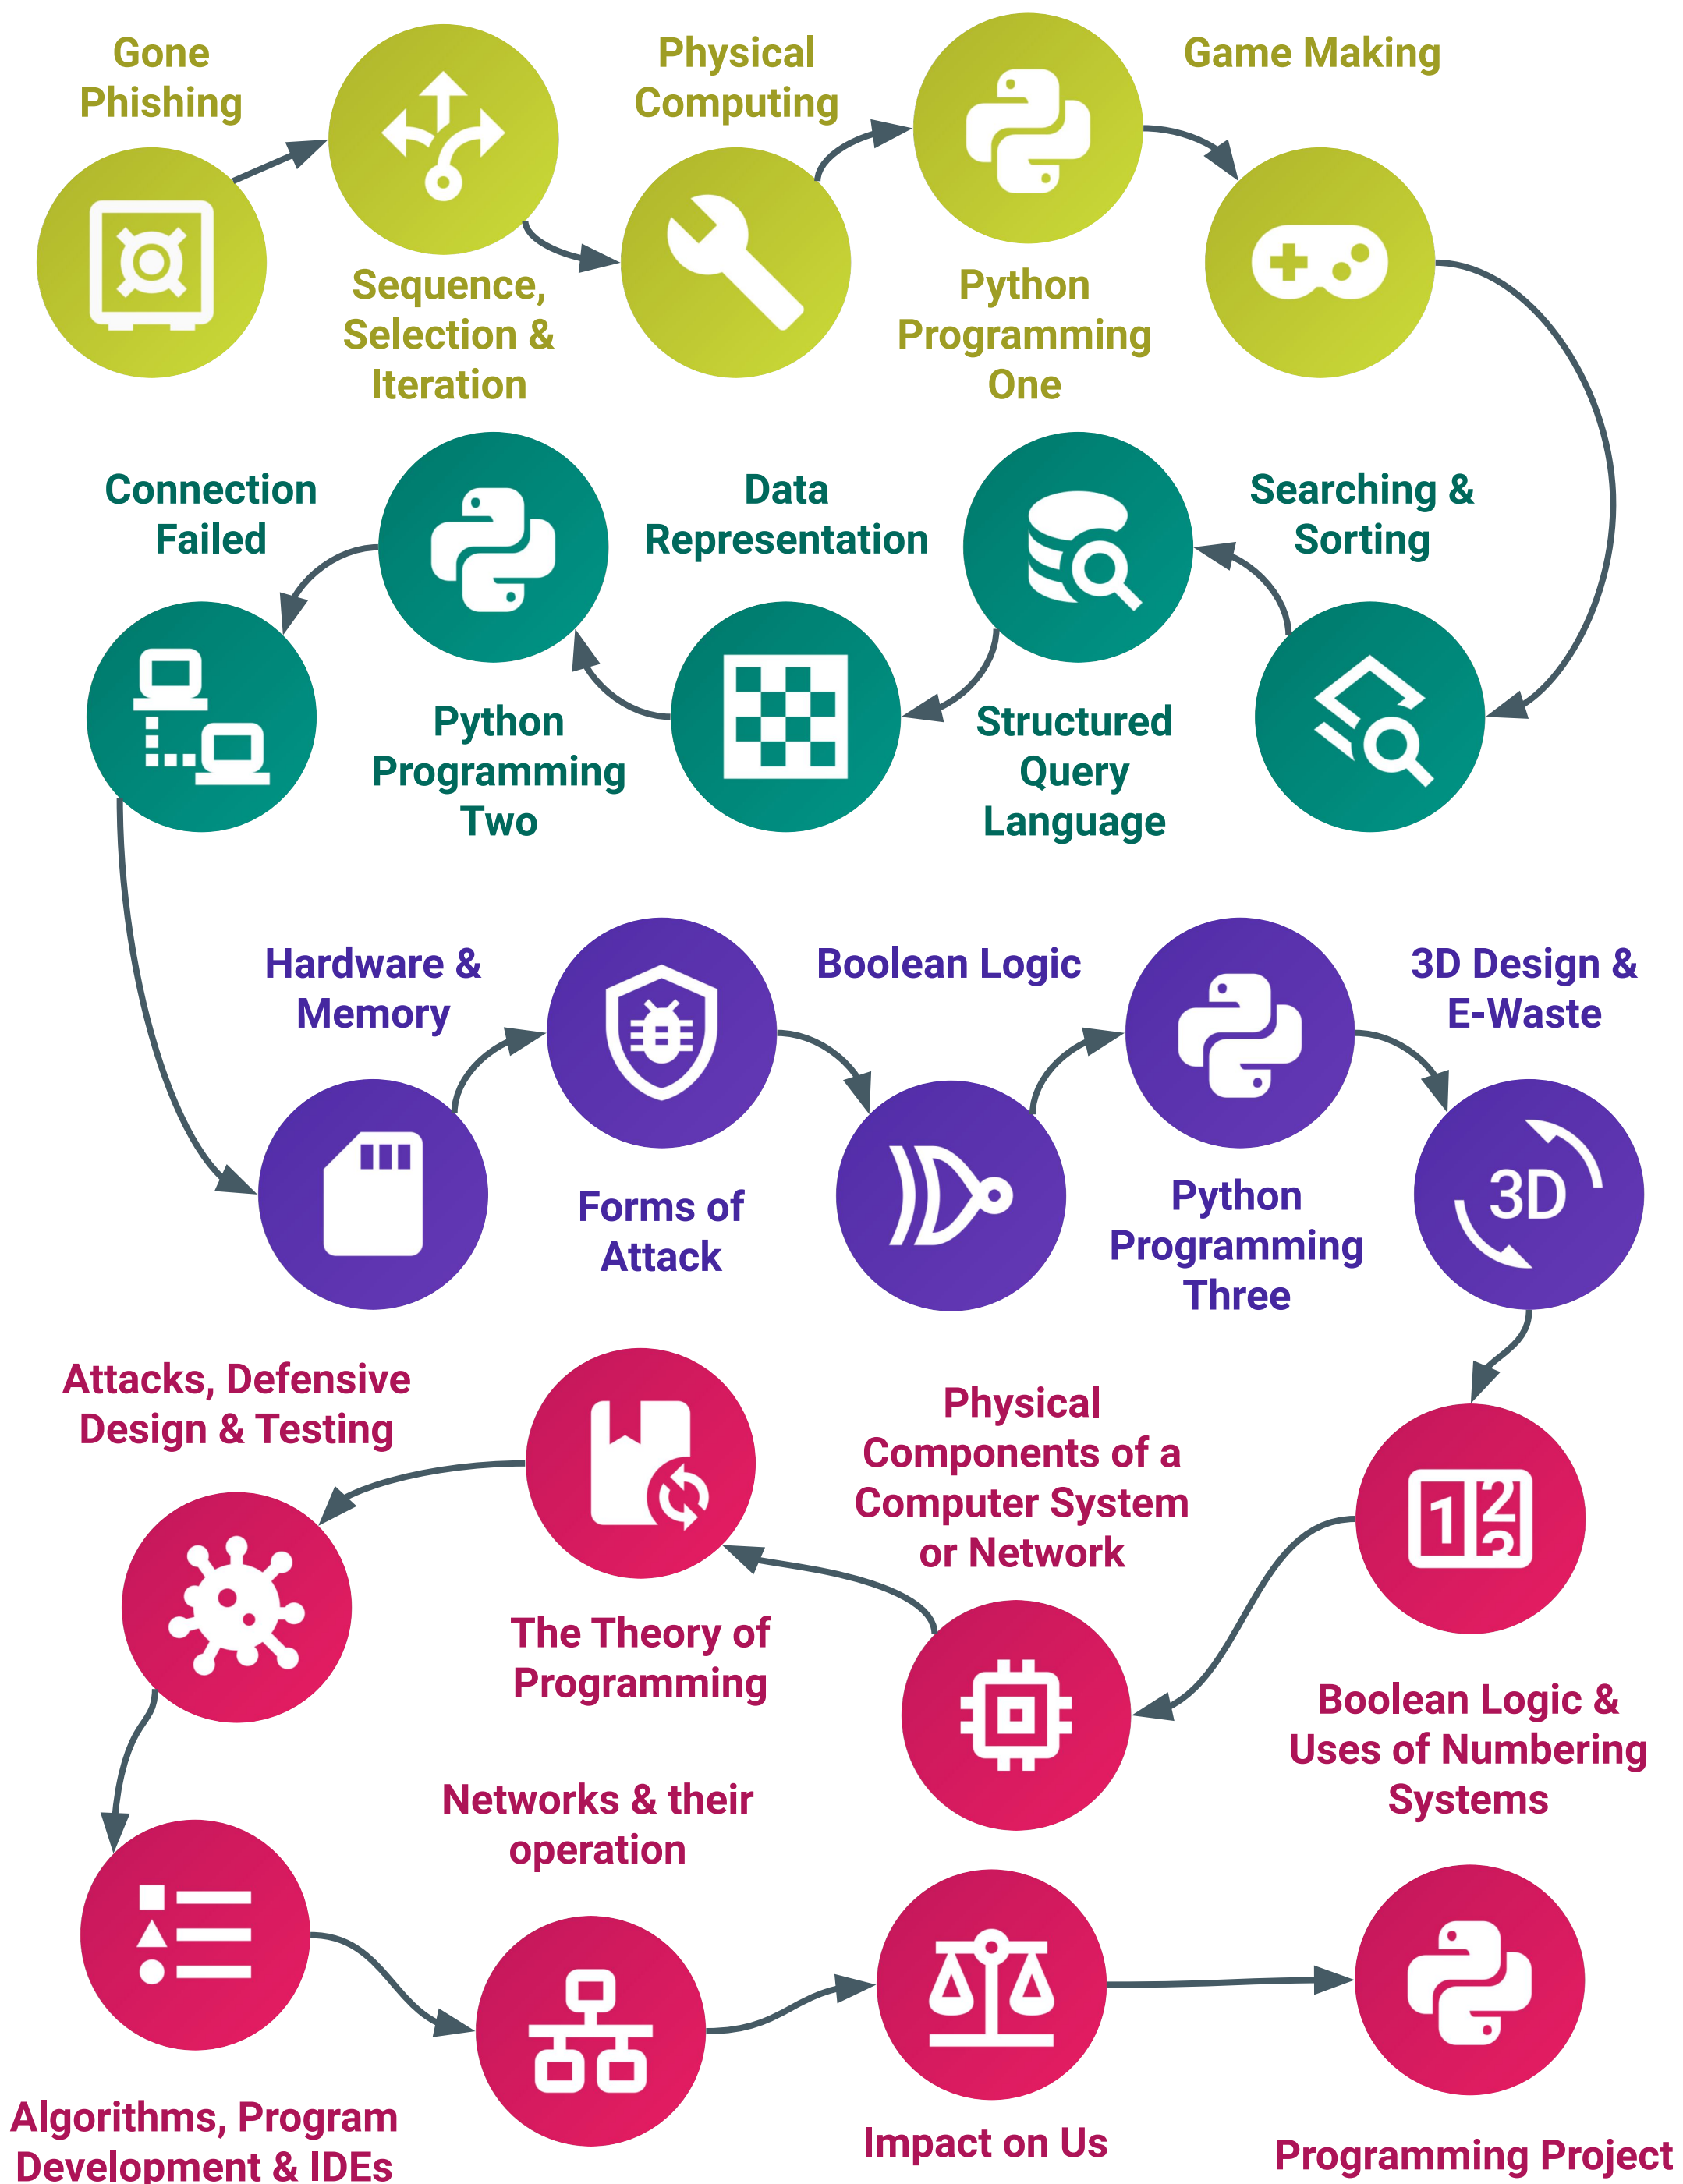 Gone
Phishing
Sequence,
Selection &
Iteration
Physical
Computing
Python
Programming
One
Game Making
Searching &
Sorting
Structured
Query
Language
Data
Representation
Python
Programming
Two
Connection
Failed
Hardware &
Memory
Forms of
Attack
Boolean Logic
Python
Programming
Three
3D Design &
E-Waste
3D
1 2
3
Boolean Logic &
Uses of Numbering
Systems
Physical
Components of a
Computer System
or Network
The Theory of
Programming
Attacks, Defensive
Design & Testing
Algorithms, Program
Development & IDEs
Networks & their
operation
Impact on Us
Programming Project